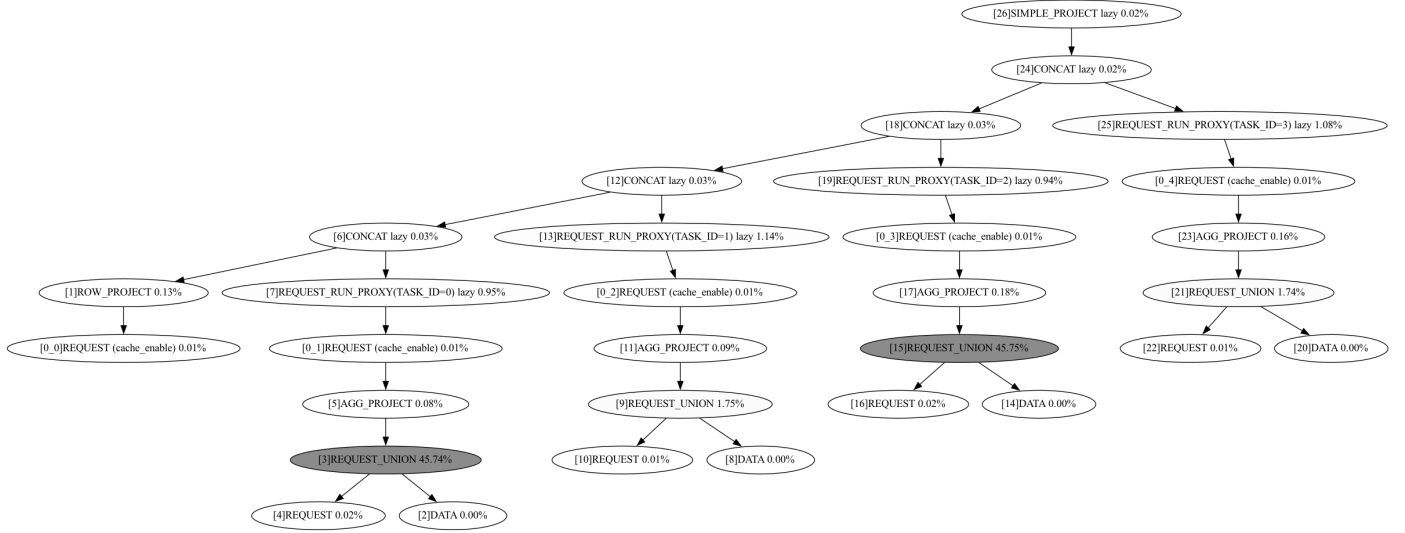 [26]SIMPLE_PROJECT lazy 0.02%
[24]CONCAT lazy 0.02%
[18]CONCAT lazy 0.03%
[25]REQUEST_RUN_PROXY(TASK_ID=3) lazy 1.08%
[12]CONCAT lazy 0.03%
[19]REQUEST_RUN_PROXY(TASK_ID=2) lazy 0.94%
[0_4]REQUEST (cache_enable) 0.01%
[6]CONCAT lazy 0.03%
[13]REQUEST_RUN_PROXY(TASK_ID=1) lazy 1.14%
[0_3]REQUEST (cache_enable) 0.01%
[23]AGG_PROJECT 0.16%
[1]ROW_PROJECT 0.13%
[7]REQUEST_RUN_PROXY(TASK_ID=0) lazy 0.95%
[0_2]REQUEST (cache_enable) 0.01%
[17]AGG_PROJECT 0.18%
[21]REQUEST_UNION 1.74%
[0_0]REQUEST (cache_enable) 0.01%
[0_1]REQUEST (cache_enable) 0.01%
[11]AGG_PROJECT 0.09%
[15]REQUEST_UNION 45.75%
[22]REQUEST 0.01%
[20]DATA 0.00%
[5]AGG_PROJECT 0.08%
[9]REQUEST_UNION 1.75%
[16]REQUEST 0.02%
[14]DATA 0.00%
[3]REQUEST_UNION 45.74%
[10]REQUEST 0.01%
[8]DATA 0.00%
[4]REQUEST 0.02%
[2]DATA 0.00%